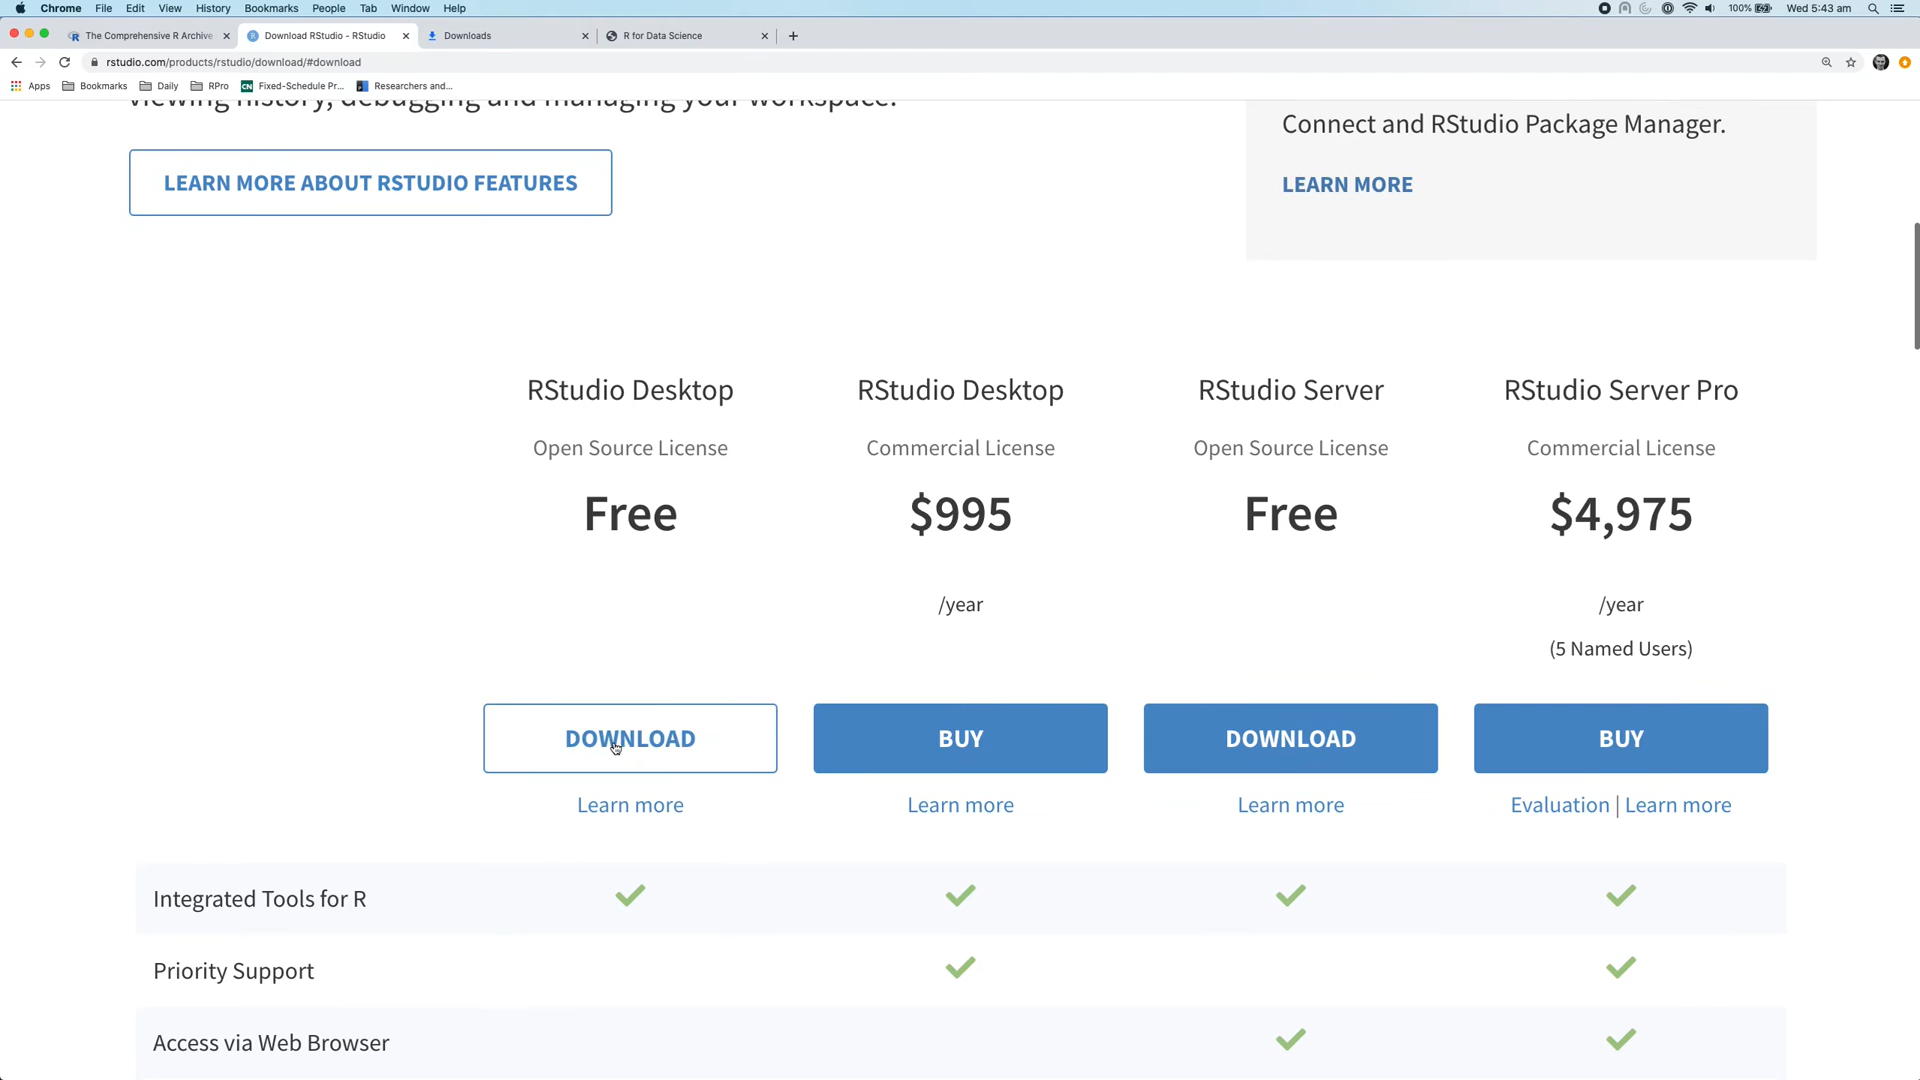 Chrome File Edit View History Bookmarks People Tab Window Help 100% Wed 5:43 am
The Comprehensive R Archive Download RStudio - RStudio Downloads R for Data Science
rstudio.com/products/rstudio/download/#download
Apps Bookmarks Daily RPro Fixed-Schedule Pr... Researchers and...
viewing history, debugging and managing your workspace.
Connect and RStudio Package Manager.
LEARN MORE ABOUT RSTUDIO FEATURES
LEARN MORE
RStudio Desktop RStudio Desktop RStudio Server RStudio Server Pro
Open Source License Commercial License Open Source License Commercial License
Free $995 Free $4,975
/year /year
(5 Named Users)
DOWNLOAD BUY DOWNLOAD BUY
Learn more Learn more Learn more Evaluation | Learn more
Integrated Tools for R
Priority Support
Access via Web Browser